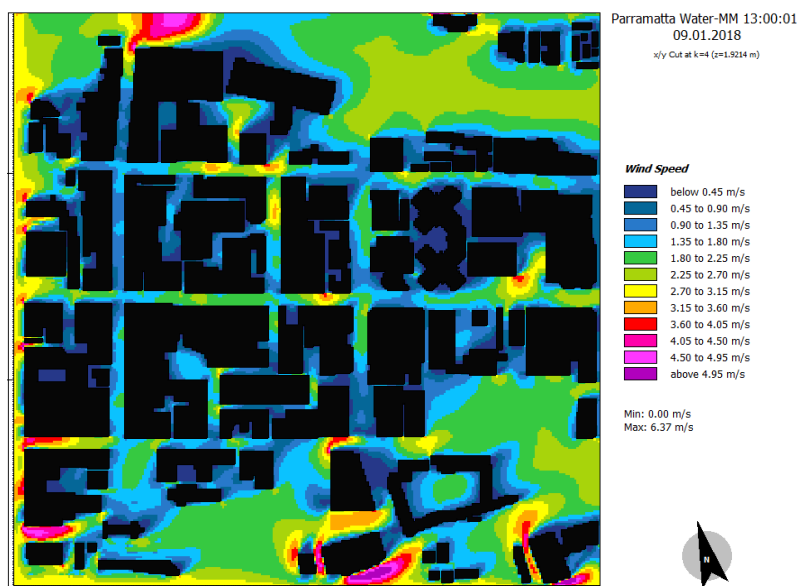 Parramatta Water-MM 13:00:01
09.01.2018
x/y Cut at k=4 (z=1.9214 m)
Wind Speed
below 0.45 m/s
0.45 to 0.90 m/s
0.90 to 1.35 m/s
1.35 to 1.80 m/s
1.80 to 2.25 m/s
2.25 to 2.70 m/s
2.70 to 3.15 m/s
3.15 to 3.60 m/s
3.60 to 4.05 m/s
4.05 to 4.50 m/s
4.50 to 4.95 m/s
above 4.95 m/s
Min: 0.00 m/s
Max: 6.37 m/s
N